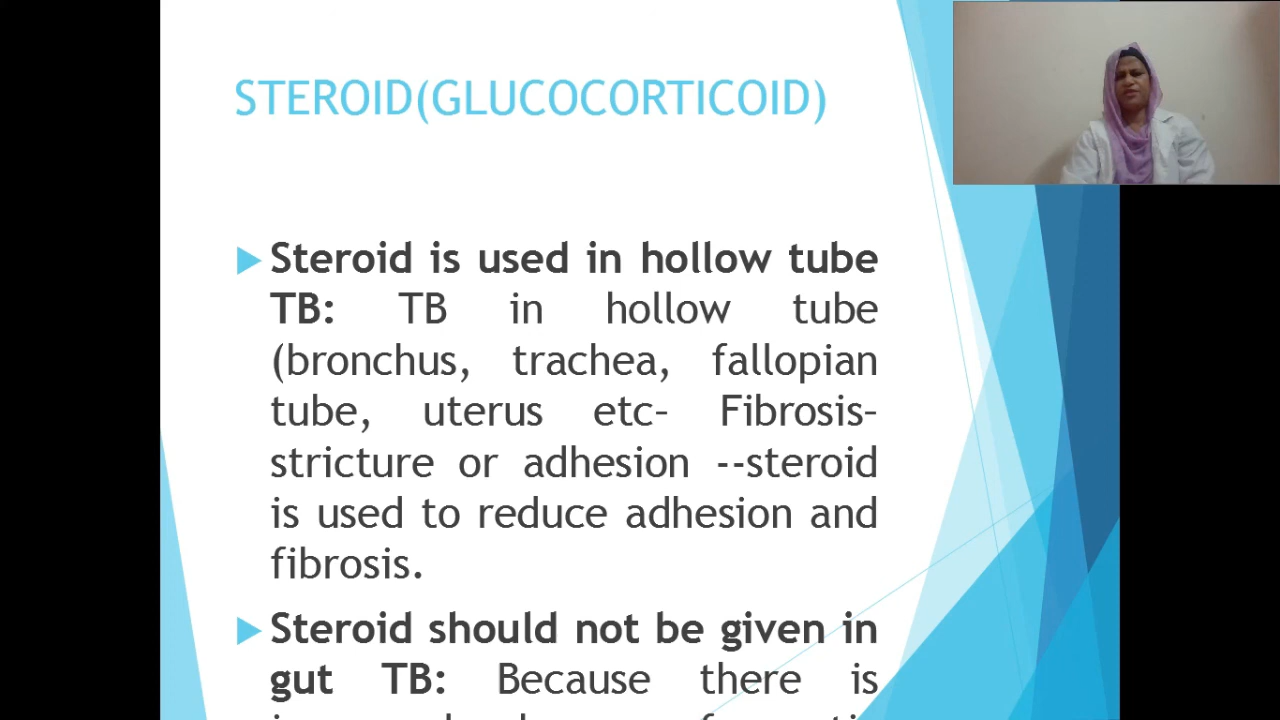 STEROID(GLUCOCORTICOID)
Steroid is used in hollow tube
TB: TB in hollow tube
(bronchus, trachea, fallopian
tube, uterus etc– Fibrosis–
stricture or adhesion --steroid
is used to reduce adhesion and
fibrosis.
Steroid should not be given in
gut TB: Because there is